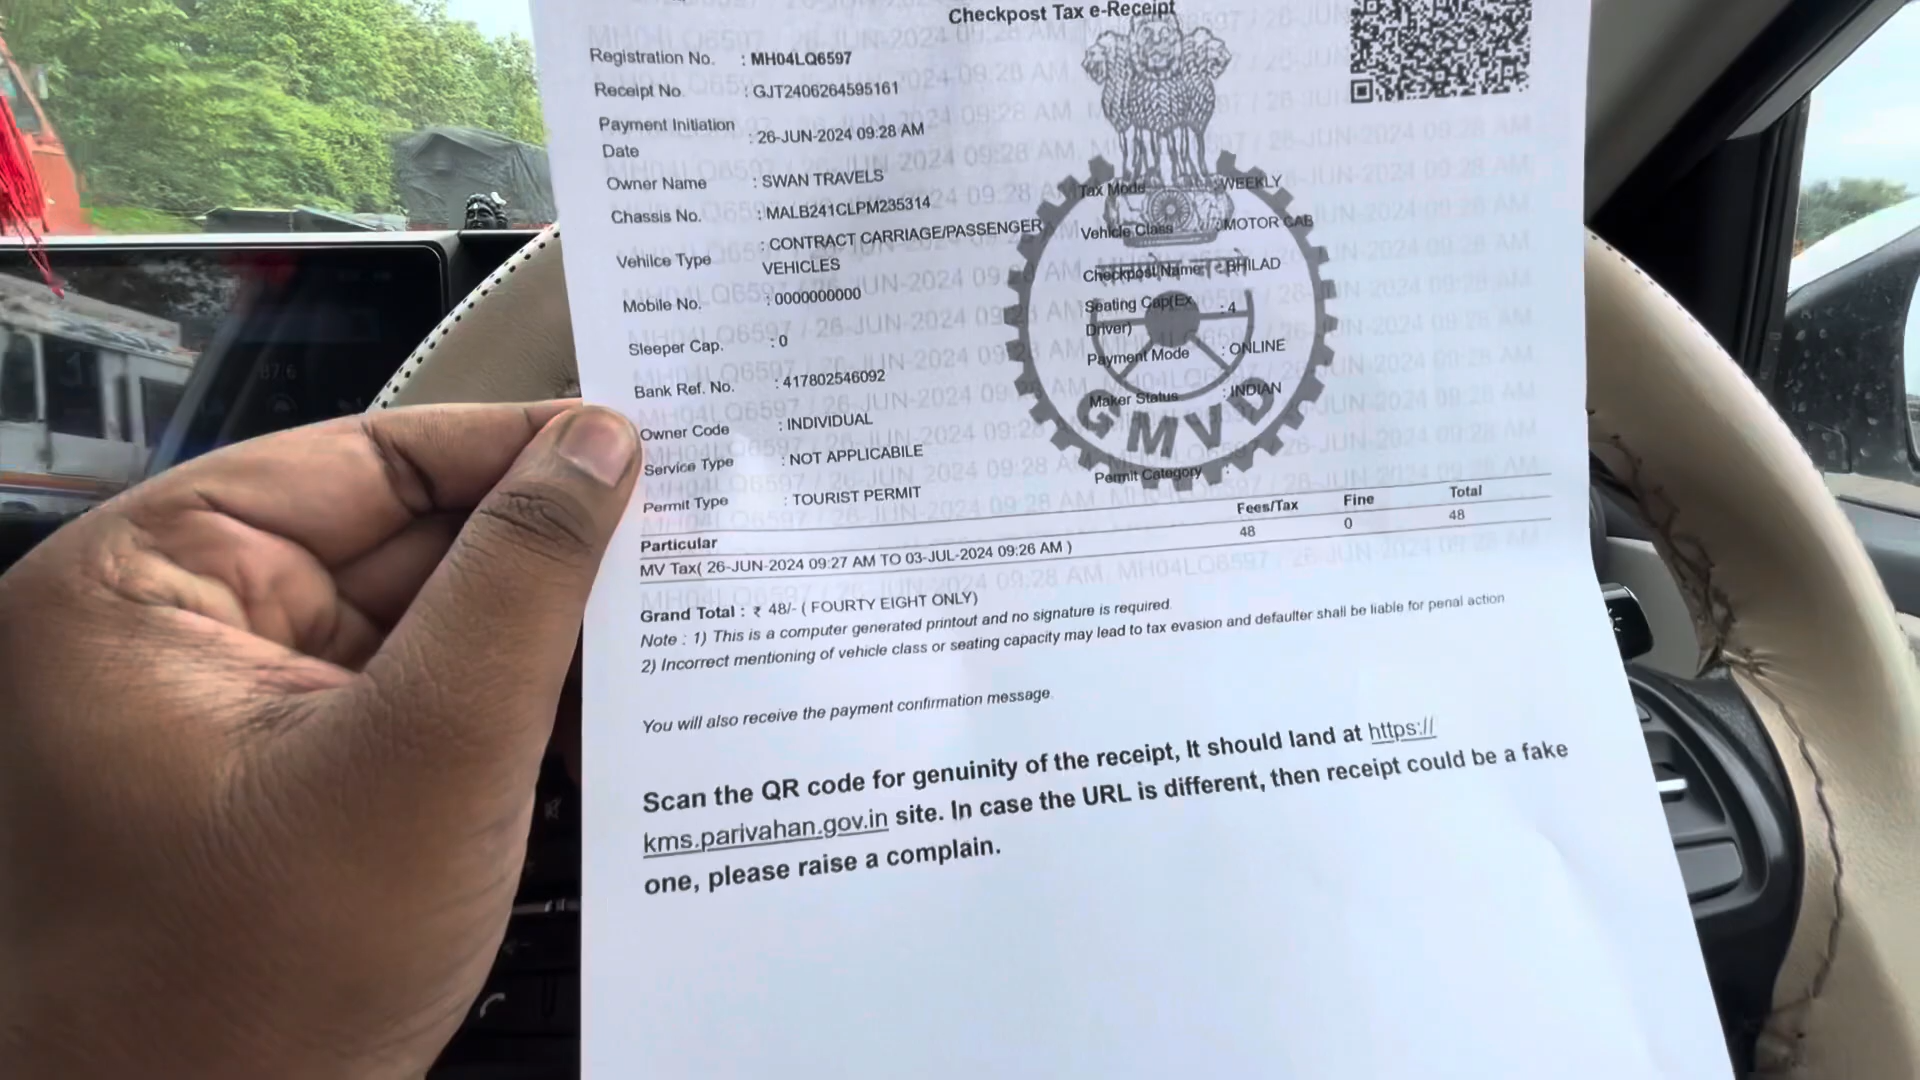 Checkpost Tax e-Receipt
Registration No. : MH04LQ6597
Receipt No : GJT2406264595161
Payment Initiation
Date : 26-JUN-2024 09:28 AM
Owner Name : SWAN TRAVELS
Tax Mode : WEEKLY
Chassis No. : MALB241CLPM235314
Vehicle Class : MOTOR CAB
Vehilce Type : CONTRACT CARRIAGE/PASSENGER
VEHICLES
Checkpost Name : BHILAD
Mobile No. : 0000000000
Seating Cap(Ex. : 4
Driver)
Sleeper Cap. : 0
Payment Mode : ONLINE
Bank Ref. No. : 417802546092
Maker Status : INDIAN
Owner Code : INDIVIDUAL
Service Type : NOT APPLICABILE
Permit Type : TOURIST PERMIT
Permit Category :
GMVD
Particular Fees/Tax Fine Total
MV Tax( 26-JUN-2024 09:27 AM TO 03-JUL-2024 09:26 AM ) 48 0 48
Grand Total : ₹ 48/- ( FOURTY EIGHT ONLY)
Note : 1) This is a computer generated printout and no signature is required.
2) Incorrect mentioning of vehicle class or seating capacity may lead to tax evasion and defaulter shall be liable for penal action
You will also receive the payment confirmation message.
Scan the QR code for genuinity of the receipt, It should land at https://
kms.parivahan.gov.in site. In case the URL is different, then receipt could be a fake
one, please raise a complain.
87.6